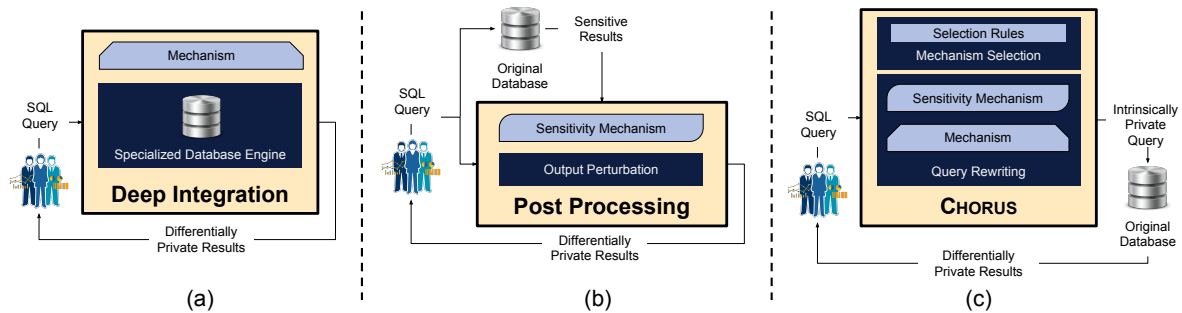 Mechanism
SQL
Query
Specialized Database Engine
Deep Integration
Differentially
Private Results
(a)
Sensitive
Results
Original
Database
SQL
Query
Sensitivity Mechanism
Output Perturbation
Post Processing
Differentially
Private Results
(b)
Selection Rules
Mechanism Selection
SQL
Query
Sensitivity Mechanism
Mechanism
Query Rewriting
CHORUS
Intrinsically
Private
Query
Original
Database
Differentially
Private Results
(c)